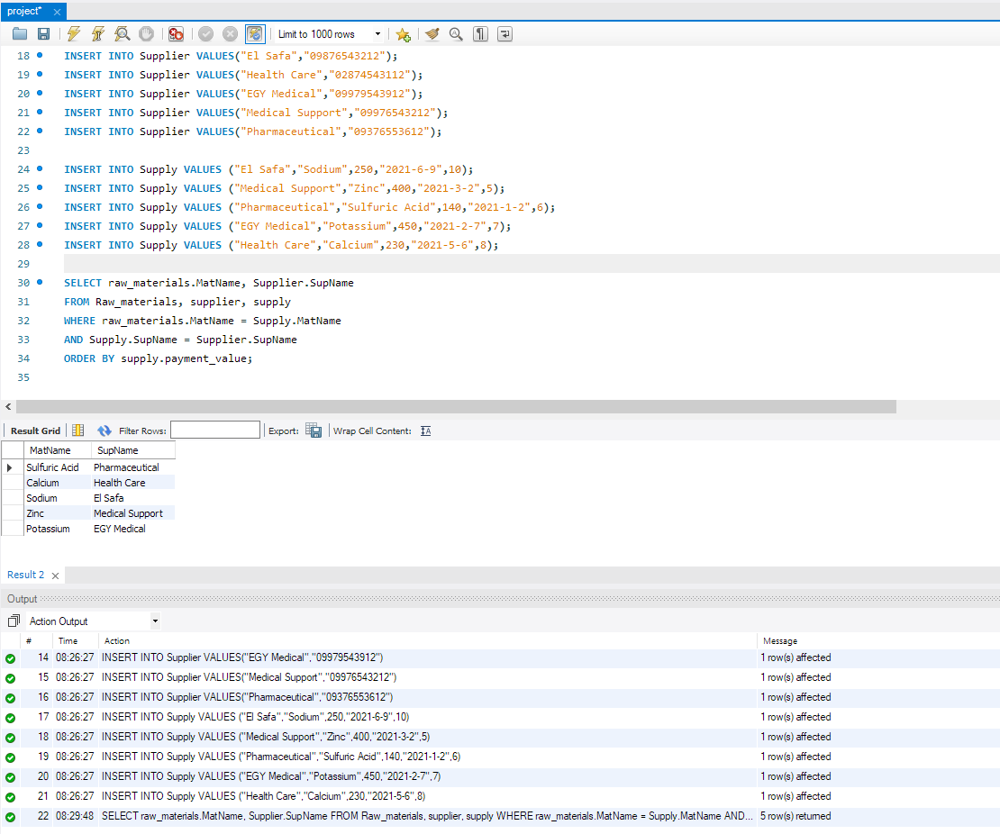 project*
Limit to 1000 rows
18 INSERT INTO Supplier VALUES("El Safa","09876543212");
19 INSERT INTO Supplier VALUES("Health Care","02874543112");
20 INSERT INTO Supplier VALUES("EGY Medical","09979543912");
21 INSERT INTO Supplier VALUES("Medical Support","09976543212");
22 INSERT INTO Supplier VALUES("Pharmaceutical","09376553612");
23
24 INSERT INTO Supply VALUES ("El Safa","Sodium",250,"2021-6-9",10);
25 INSERT INTO Supply VALUES ("Medical Support","Zinc",400,"2021-3-2",5);
26 INSERT INTO Supply VALUES ("Pharmaceutical","Sulfuric Acid",140,"2021-1-2",6);
27 INSERT INTO Supply VALUES ("EGY Medical","Potassium",450,"2021-2-7",7);
28 INSERT INTO Supply VALUES ("Health Care","Calcium",230,"2021-5-6",8);
29
30 SELECT raw_materials.MatName, Supplier.SupName
31 FROM Raw_materials, supplier, supply
32 WHERE raw_materials.MatName = Supply.MatName
33 AND Supply.SupName = Supplier.SupName
34 ORDER BY supply.payment_value;
35
Result Grid Filter Rows: Export: Wrap Cell Content:
MatName SupName
Sulfuric Acid Pharmaceutical
Calcium Health Care
Sodium El Safa
Zinc Medical Support
Potassium EGY Medical
Result 2
Output
Action Output
# Time Action Message
14 08:26:27 INSERT INTO Supplier VALUES("EGY Medical","09979543912") 1 row(s) affected
15 08:26:27 INSERT INTO Supplier VALUES("Medical Support","09976543212") 1 row(s) affected
16 08:26:27 INSERT INTO Supplier VALUES("Pharmaceutical","09376553612") 1 row(s) affected
17 08:26:27 INSERT INTO Supply VALUES ("El Safa","Sodium",250,"2021-6-9",10) 1 row(s) affected
18 08:26:27 INSERT INTO Supply VALUES ("Medical Support","Zinc",400,"2021-3-2",5) 1 row(s) affected
19 08:26:27 INSERT INTO Supply VALUES ("Pharmaceutical","Sulfuric Acid",140,"2021-1-2",6) 1 row(s) affected
20 08:26:27 INSERT INTO Supply VALUES ("EGY Medical","Potassium",450,"2021-2-7",7) 1 row(s) affected
21 08:26:27 INSERT INTO Supply VALUES ("Health Care","Calcium",230,"2021-5-6",8) 1 row(s) affected
22 08:29:48 SELECT raw_materials.MatName, Supplier.SupName FROM Raw_materials, supplier, supply WHERE raw_materials.MatName = Supply.MatName AND... 5 row(s) returned